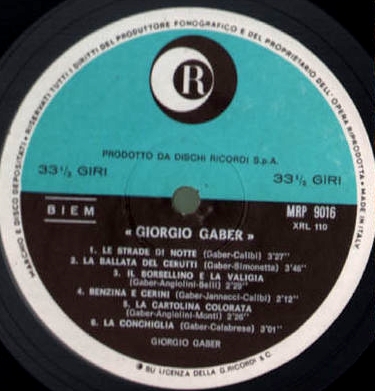 MARCHIO E DISCO DEPOSITATI • RISERVATI TUTTI I DIRITTI DEL PRODUTTORE FONOGRAFICO E DEL PROPRIETARIO DELL'OPERA RIPRODOTTA • MADE IN ITALY
R
PRODOTTO DA DISCHI RICORDI S.p.A.
33 1/3 GIRI
33 1/3 GIRI
BIEM
MRP 9016
XRL 110
« GIORGIO GABER »
1. LE STRADE DI NOTTE (Gaber-Calibi) 3'27"
2. LA BALLATA DEL CERUTTI (Gaber-Simonetta)
3. IL BORSELLINO E LA VALIGIA
(Gaber-Angiolini-Belli) 2'29"
4. BENZINA E CERINI (Gaber-Jannacci-Calibi) 3'12"
5. LA CARTOLINA COLORATA
(Gaber-Angiolini-Monti) 2'26"
6. LA CONCHIGLIA (Gaber-Calabrese) 3'01"
GIORGIO GABER
SU LICENZA DELLA G. RICORDI & C.